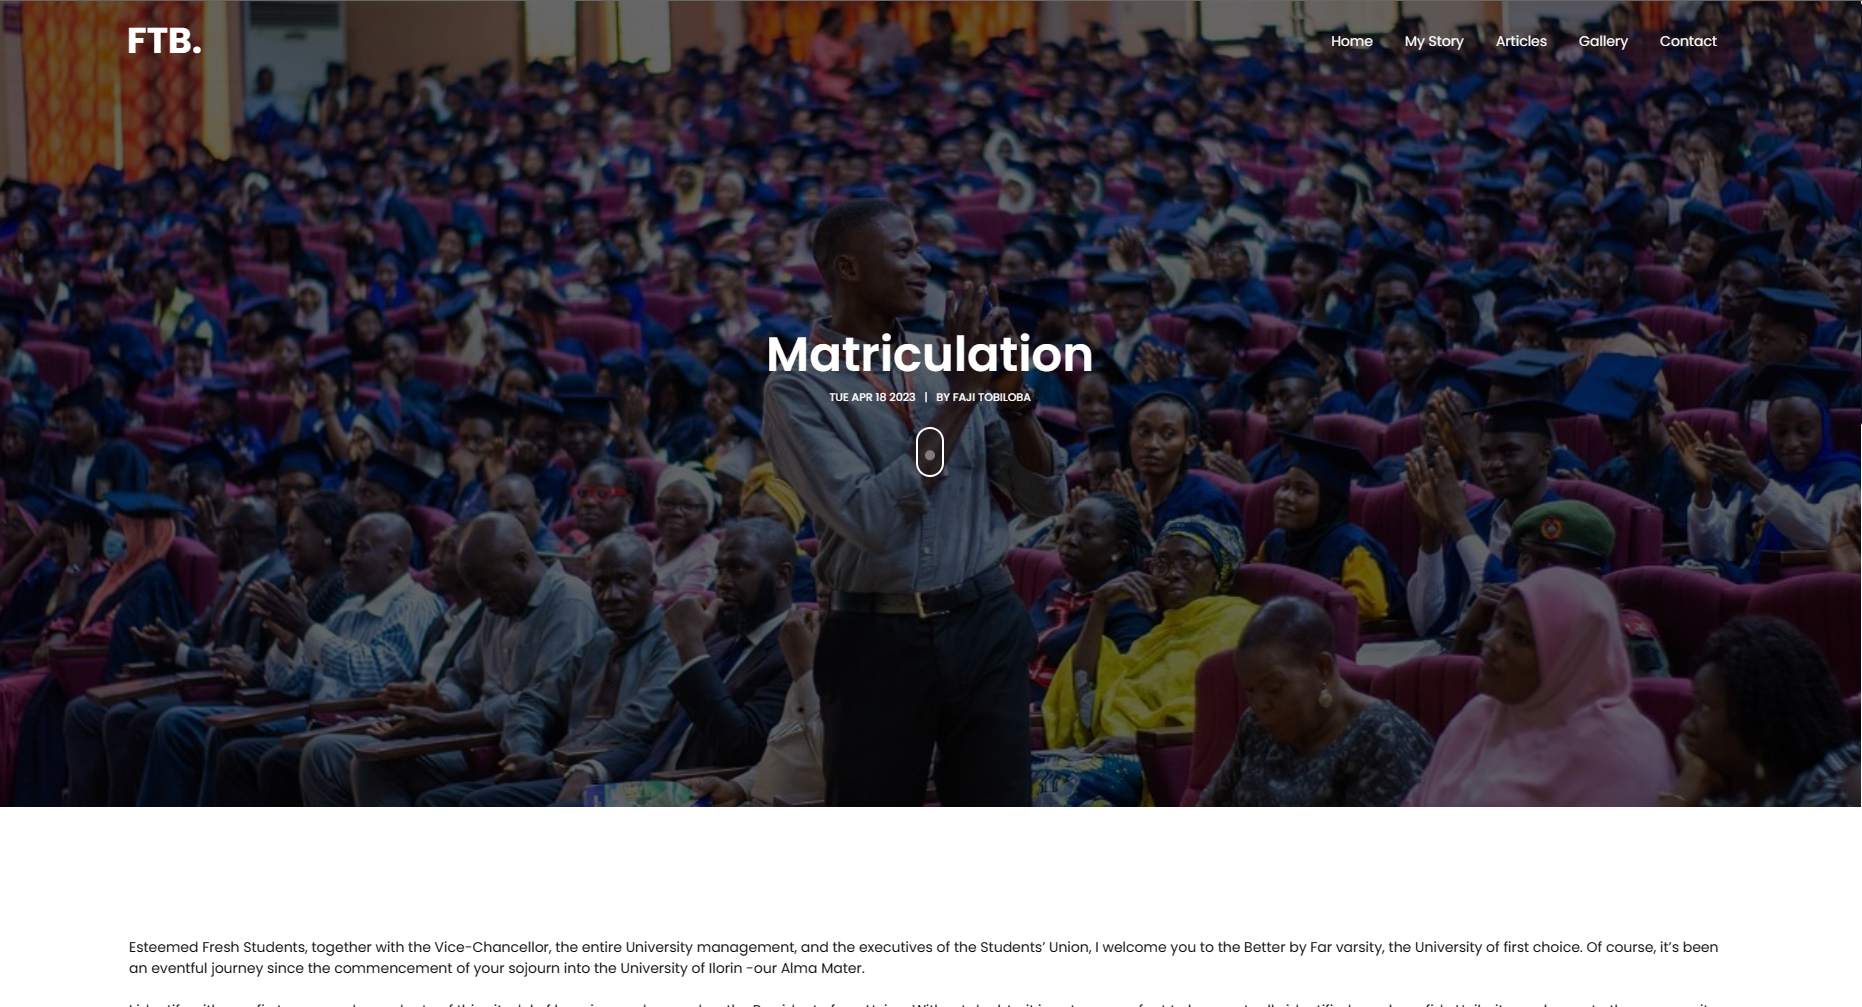 FTB.
Home My Story Articles Gallery Contact
Matriculation
TUE APR 18 2023 | BY FAJI TOBILOBA
Esteemed Fresh Students, together with the Vice-Chancellor, the entire University management, and the executives of the Students’ Union, I welcome you to the Better by Far varsity, the University of first choice. Of course, it’s been
an eventful journey since the commencement of your sojourn into the University of Ilorin -our Alma Mater.